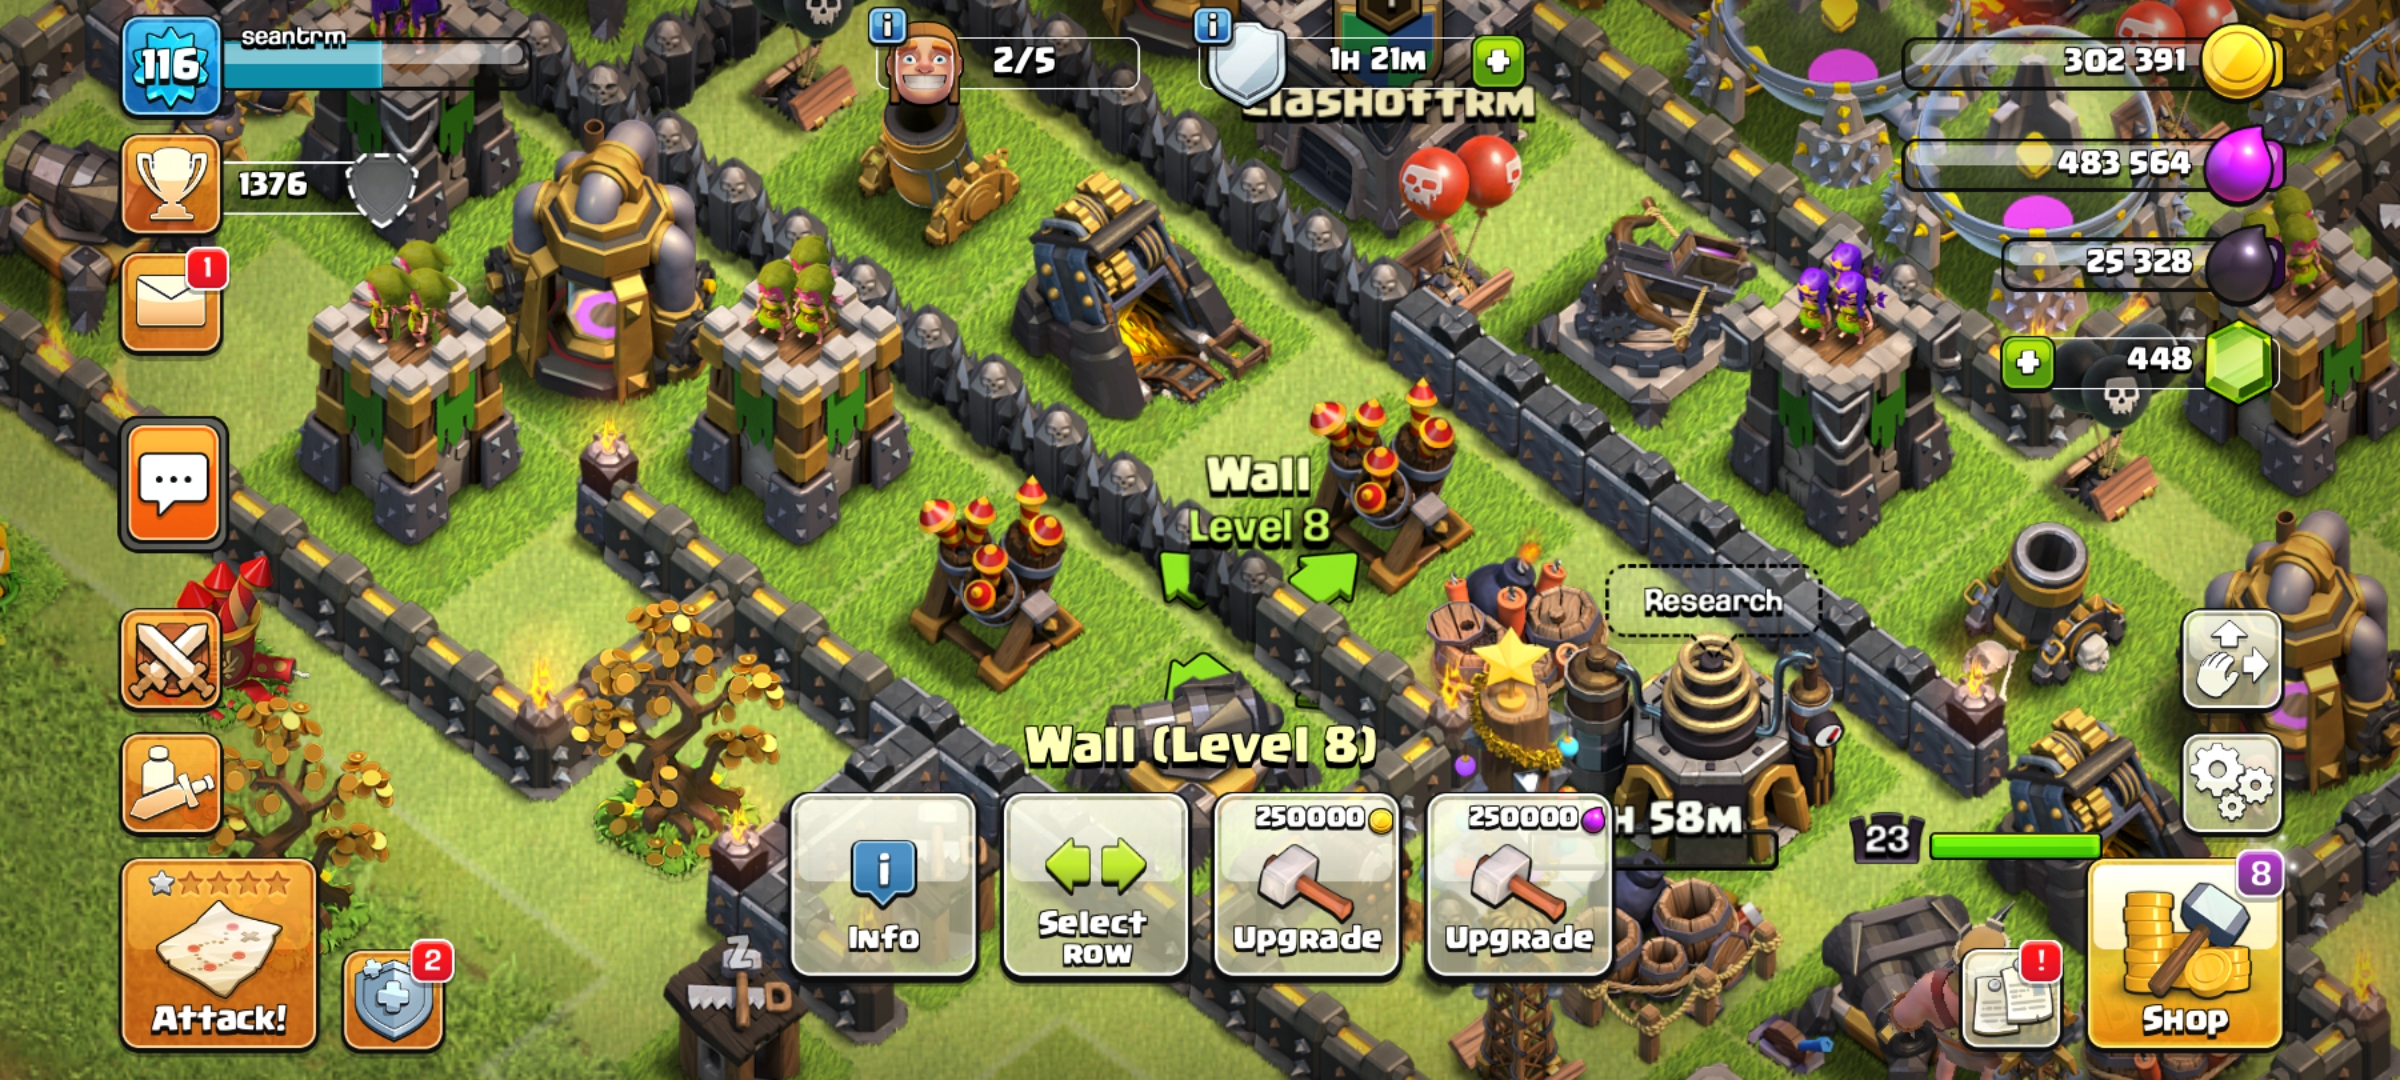 116
seantrm
2/5
1H 21M
302 391
ClashOfTRM
1376
483 564
1
25 328
448
Wall
Level 8
Research
Wall (Level 8)
250000
250000
H 58M
23
8
Info
Select
Row
Upgrade
Upgrade
2
!
Attack!
Shop